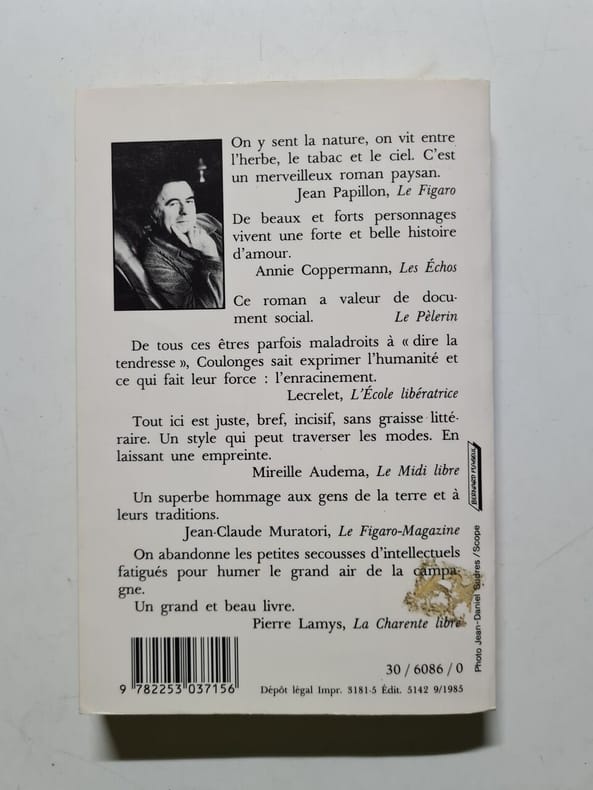 On y sent la nature, on vit entre
l'herbe, le tabac et le ciel. C'est
un merveilleux roman paysan.
Jean Papillon, Le Figaro
De beaux et forts personnages
vivent une forte et belle histoire
d'amour.
Annie Coppermann, Les Échos
Ce roman a valeur de docu-
ment social. Le Pèlerin
De tous ces êtres parfois maladroits à « dire la
tendresse », Coulonges sait exprimer l'humanité et
ce qui fait leur force : l'enracinement.
Lecrelet, L'École libératrice
Tout ici est juste, bref, incisif, sans graisse litté-
raire. Un style qui peut traverser les modes. En
laissant une empreinte.
Mireille Audema, Le Midi libre
Un superbe hommage aux gens de la terre et à
leurs traditions.
Jean-Claude Muratori, Le Figaro-Magazine
On abandonne les petites secousses d'intellectuels
fatigués pour humer le grand air de la campa-
gne.
Un grand et beau livre.
Pierre Lamys, La Charente libre
30 / 6086 / 0
9 782253 037156
Dépôt légal Impr. 3181-5 Édit. 5142 9/1985
Photo Jean-Daniel Sudres / Scope
BERNARD